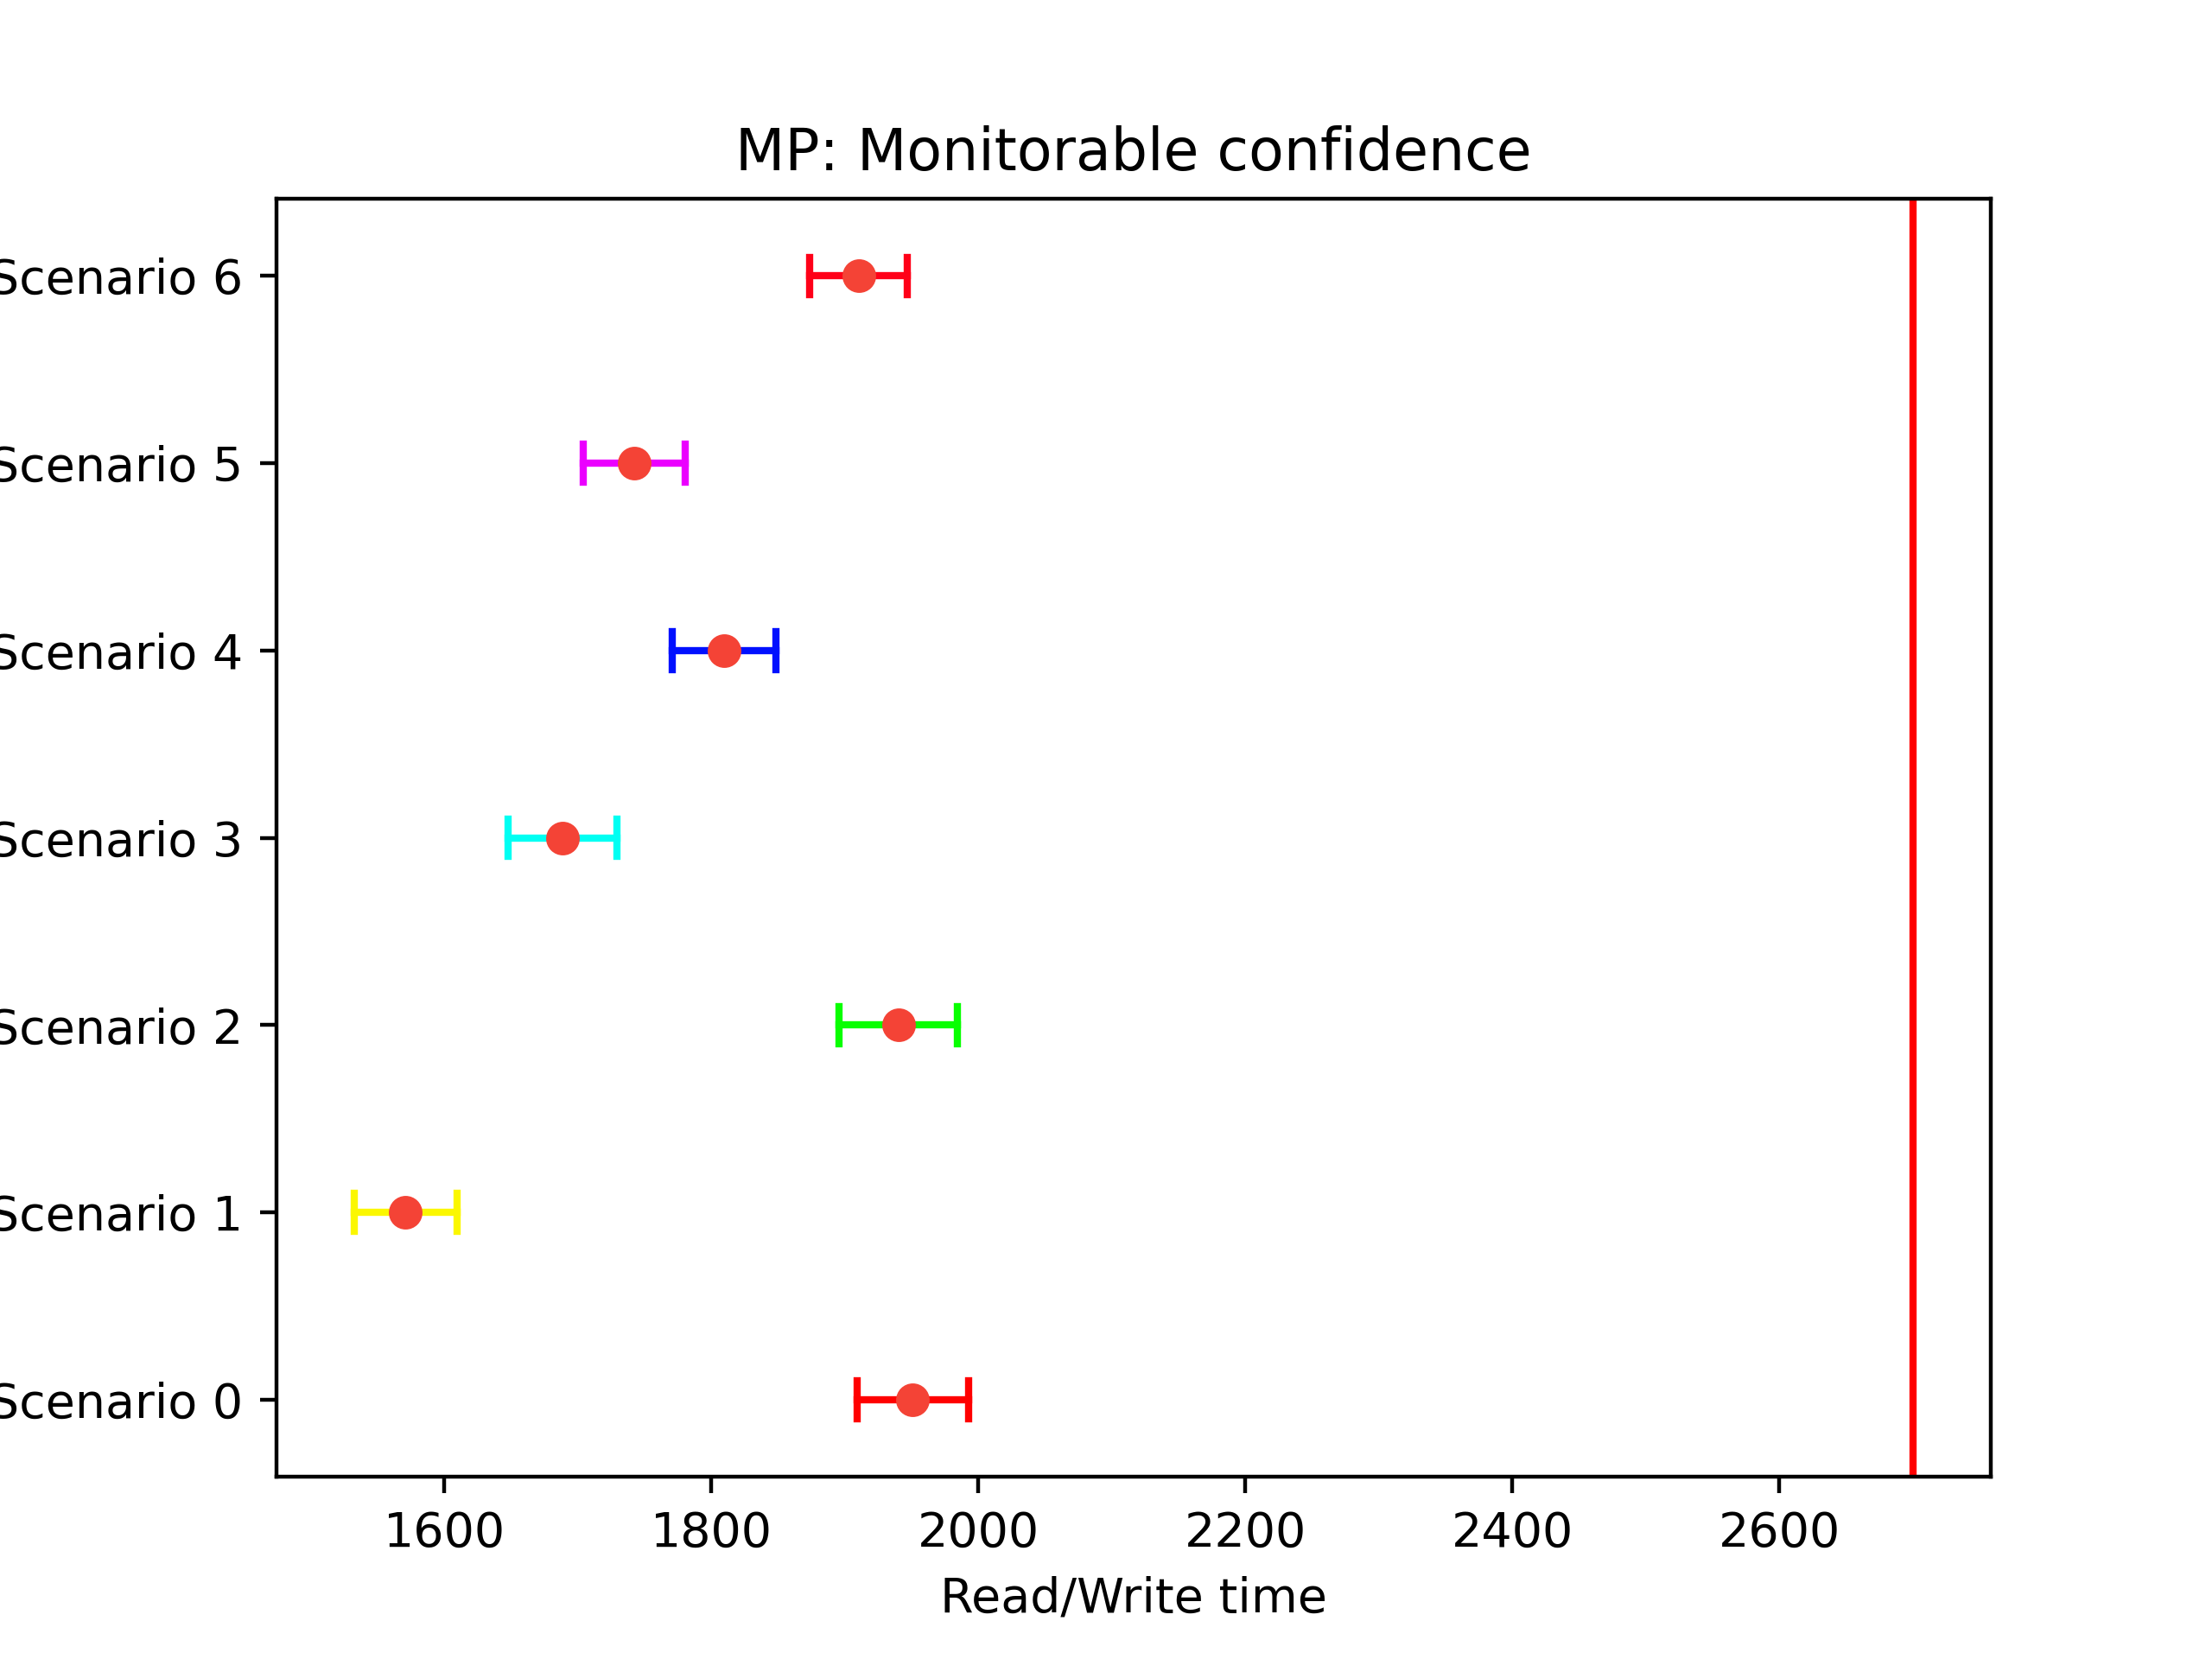 MP: Monitorable confidence
Scenario 6
Scenario 5
Scenario 4
Scenario 3
Scenario 2
Scenario 1
Scenario 0
1600 1800 2000 2200 2400 2600
Read/Write time